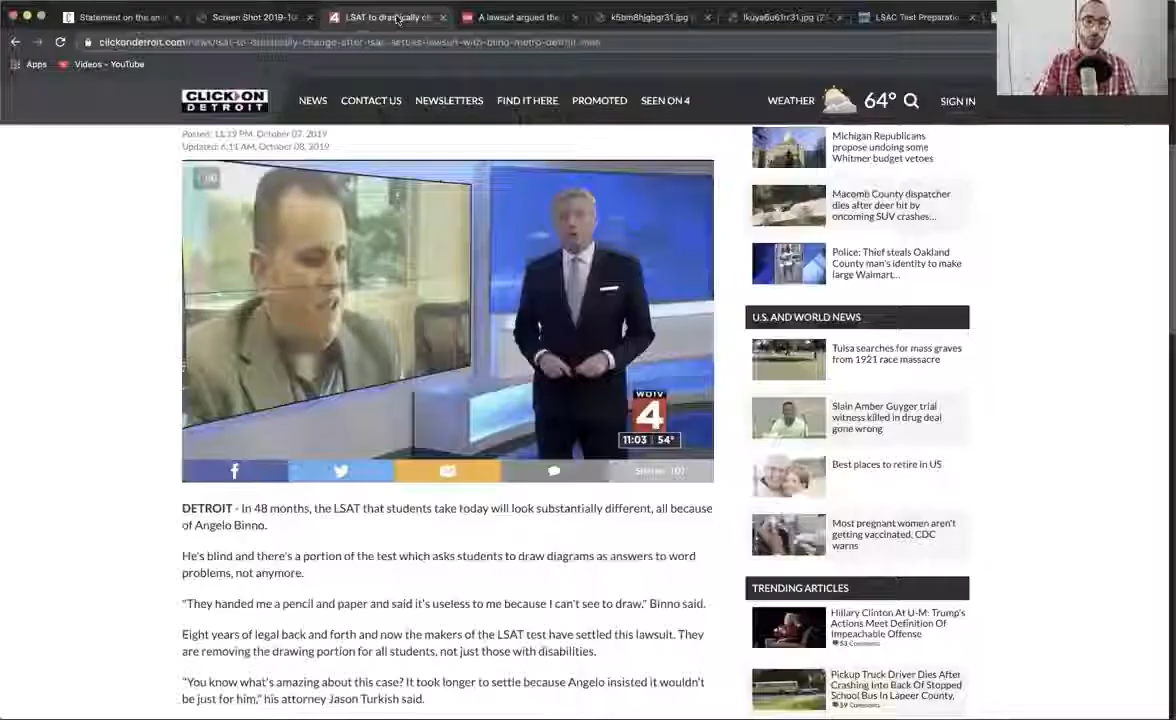 Statement on the an
Screen Shot 2019-10
LSAT to drastically ch
A lawsuit argued the
k5bm8hjgbgr31.jpg
LSAC Test Preparatio
clickondetroit.com
Apps
Videos - YouTube
CLICK ON
DETROIT
NEWS
CONTACT US
NEWSLETTERS
FIND IT HERE
PROMOTED
SEEN ON 4
WEATHER
64°
SIGN IN
Posted: 11:19 PM, October 07, 2019
Updated: 6:11 AM, October 08, 2019
WDIV
4
11:03 54°
DETROIT - In 48 months, the LSAT that students take today will look substantially different, all because
of Angelo Binno.
He's blind and there's a portion of the test which asks students to draw diagrams as answers to word
problems, not anymore.
"They handed me a pencil and paper and said it's useless to me because I can't see to draw." Binno said.
Eight years of legal back and forth and now the makers of the LSAT test have settled this lawsuit. They
are removing the drawing portion for all students, not just those with disabilities.
"You know what's amazing about this case? It took longer to settle because Angelo insisted it wouldn't
be just for him," his attorney Jason Turkish said.
Michigan Republicans
propose undoing some
Whitmer budget vetoes
Macomb County dispatcher
dies after deer hit by
oncoming SUV crashes...
Police: Thief steals Oakland
County man's identity to make
large Walmart...
U.S. AND WORLD NEWS
Tulsa searches for mass graves
from 1921 race massacre
Slain Amber Guyger trial
witness killed in drug deal
gone wrong
Best places to retire in US
Most pregnant women aren't
getting vaccinated, CDC
warns
TRENDING ARTICLES
Hillary Clinton At U-M: Trump's
Actions Meet Definition Of
Impeachable Offense
Comments
Pickup Truck Driver Dies After
Crashing Into Back Of Stopped
School Bus In Lapeer County,
Comments